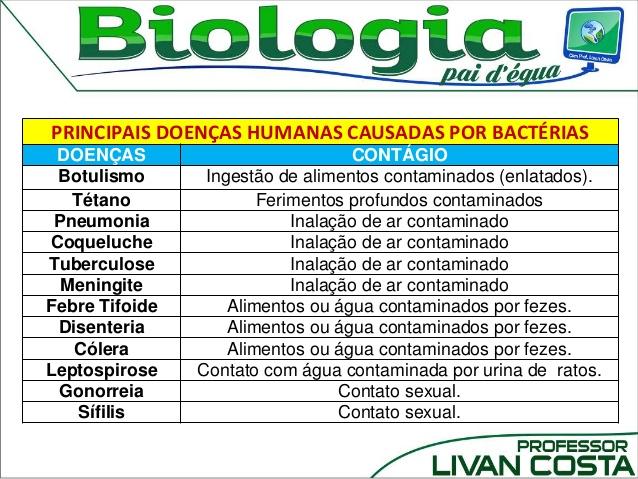 Biologia
pai d'égua
Com Prof. Livan Costa
PRINCIPAIS DOENÇAS HUMANAS CAUSADAS POR BACTÉRIAS
DOENÇAS CONTÁGIO
Botulismo Ingestão de alimentos contaminados (enlatados).
Tétano Ferimentos profundos contaminados
Pneumonia Inalação de ar contaminado
Coqueluche Inalação de ar contaminado
Tuberculose Inalação de ar contaminado
Meningite Inalação de ar contaminado
Febre Tifoide Alimentos ou água contaminados por fezes.
Disenteria Alimentos ou água contaminados por fezes.
Cólera Alimentos ou água contaminados por fezes.
Leptospirose Contato com água contaminada por urina de ratos.
Gonorreia Contato sexual.
Sífilis Contato sexual.
PROFESSOR
LIVAN COSTA